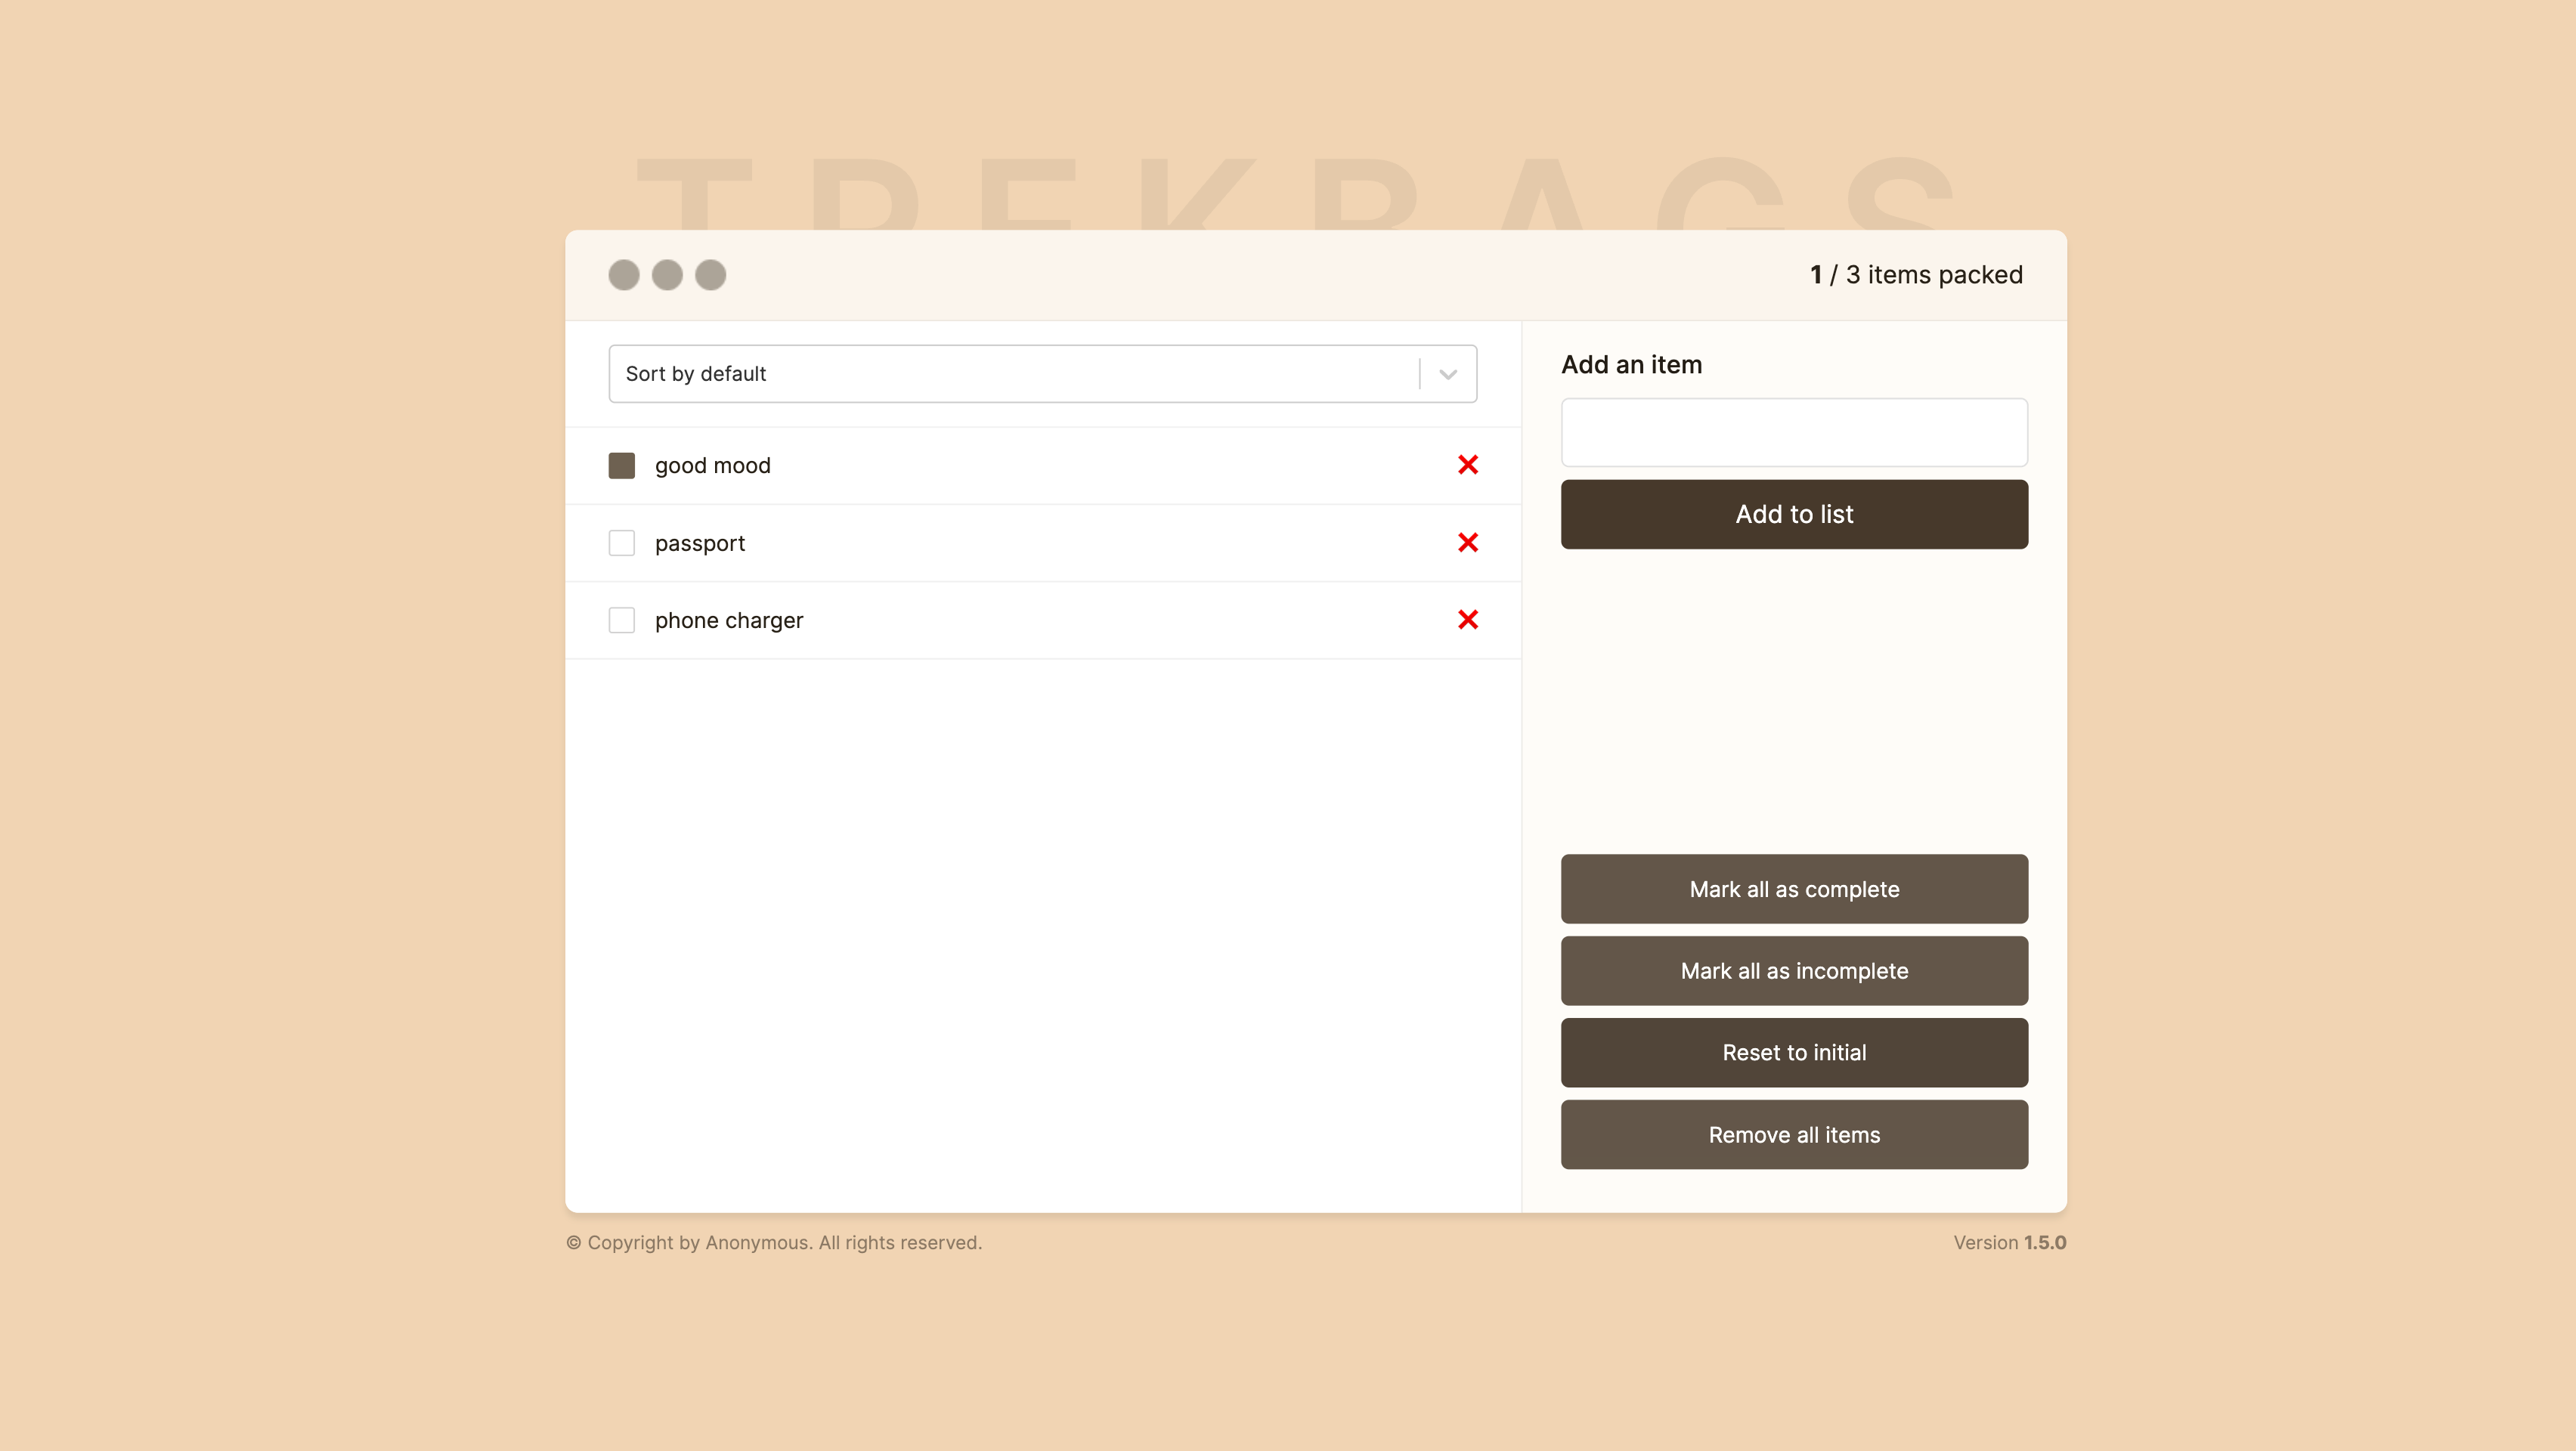 TREKBAGS
1 / 3 items packed
Sort by default
good mood
passport
phone charger
Add an item
Add to list
Mark all as complete
Mark all as incomplete
Reset to initial
Remove all items
© Copyright by Anonymous. All rights reserved.
Version 1.5.0